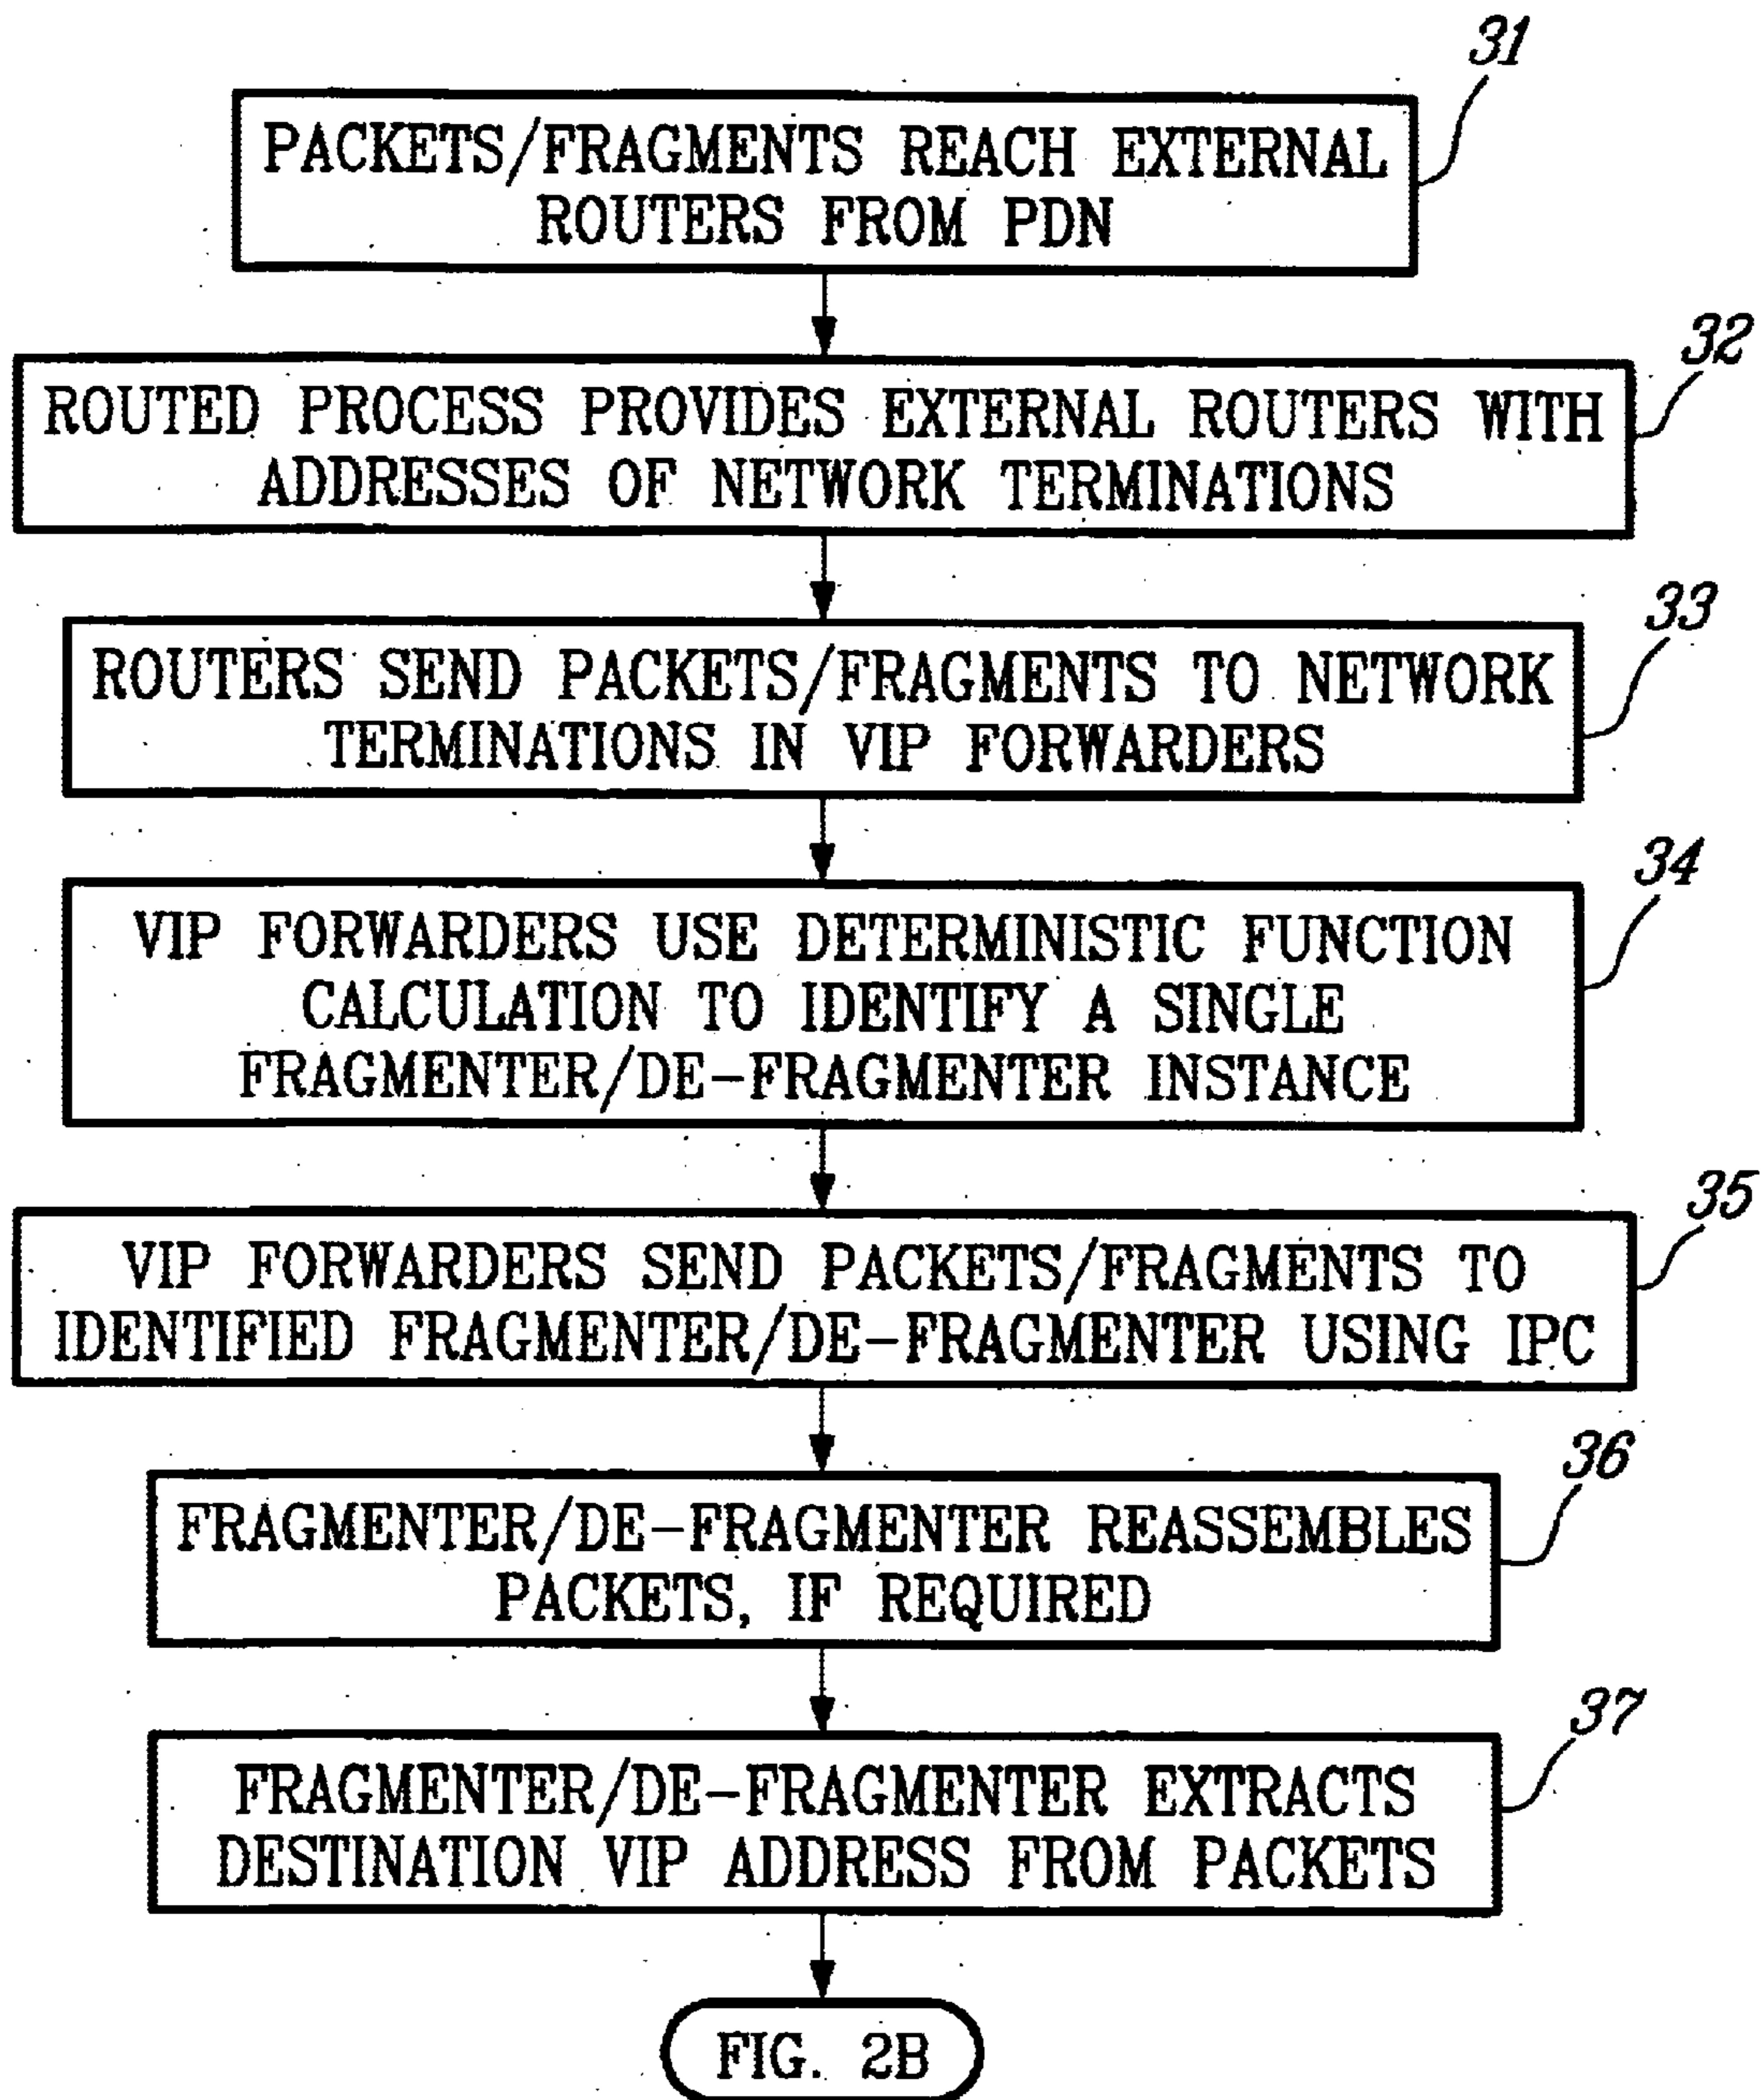 31
PACKETS/FRAGMENTS REACH EXTERNAL
ROUTERS FROM PDN
32
ROUTED PROCESS PROVIDES EXTERNAL ROUTERS WITH
ADDRESSES OF NETWORK TERMINATIONS
33
ROUTERS SEND PACKETS/FRAGMENTS TO NETWORK
TERMINATIONS IN VIP FORWARDERS
34
VIP FORWARDERS USE DETERMINISTIC FUNCTION
CALCULATION TO IDENTIFY A SINGLE
FRAGMENTER/DE-FRAGMENTER INSTANCE
35
VIP FORWARDERS SEND PACKETS/FRAGMENTS TO
IDENTIFIED FRAGMENTER/DE-FRAGMENTER USING IPC
36
FRAGMENTER/DE-FRAGMENTER REASSEMBLES
PACKETS, IF REQUIRED
37
FRAGMENTER/DE-FRAGMENTER EXTRACTS
DESTINATION VIP ADDRESS FROM PACKETS
FIG. 2B